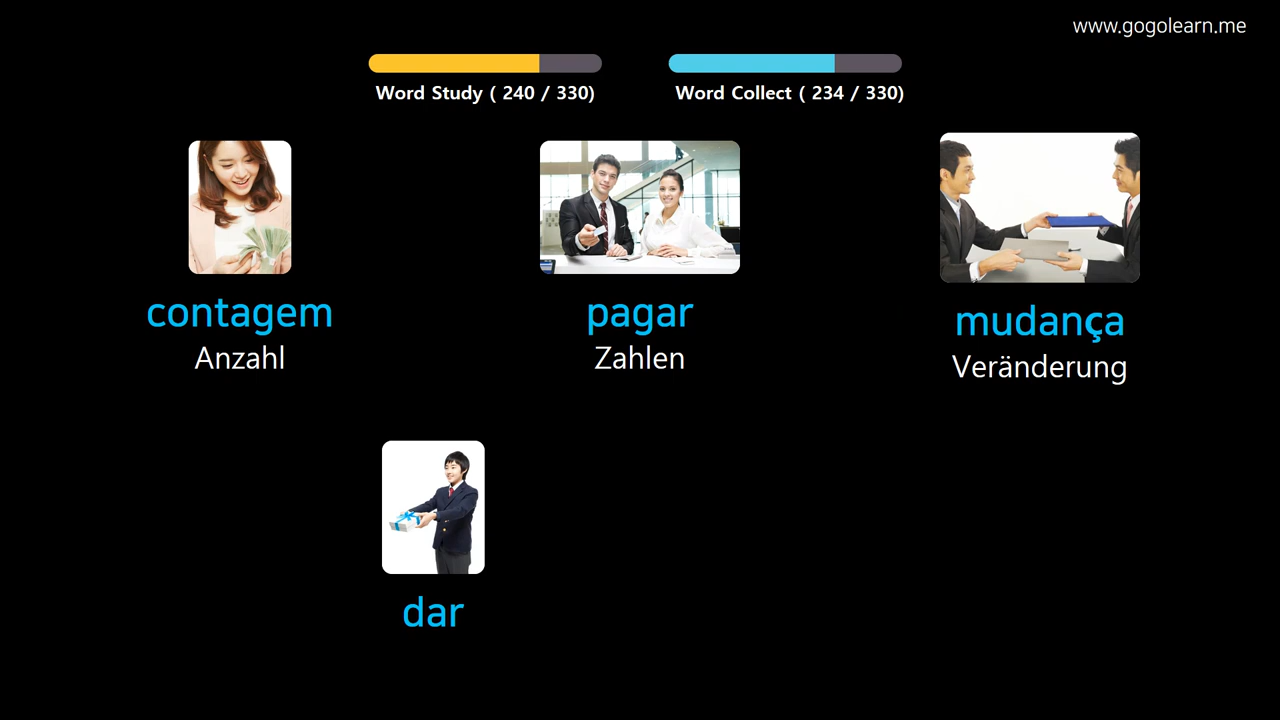 www.gogolearn.me
Word Study ( 240 / 330)
Word Collect ( 234 / 330)
contagem
Anzahl
pagar
Zahlen
mudança
Veränderung
dar